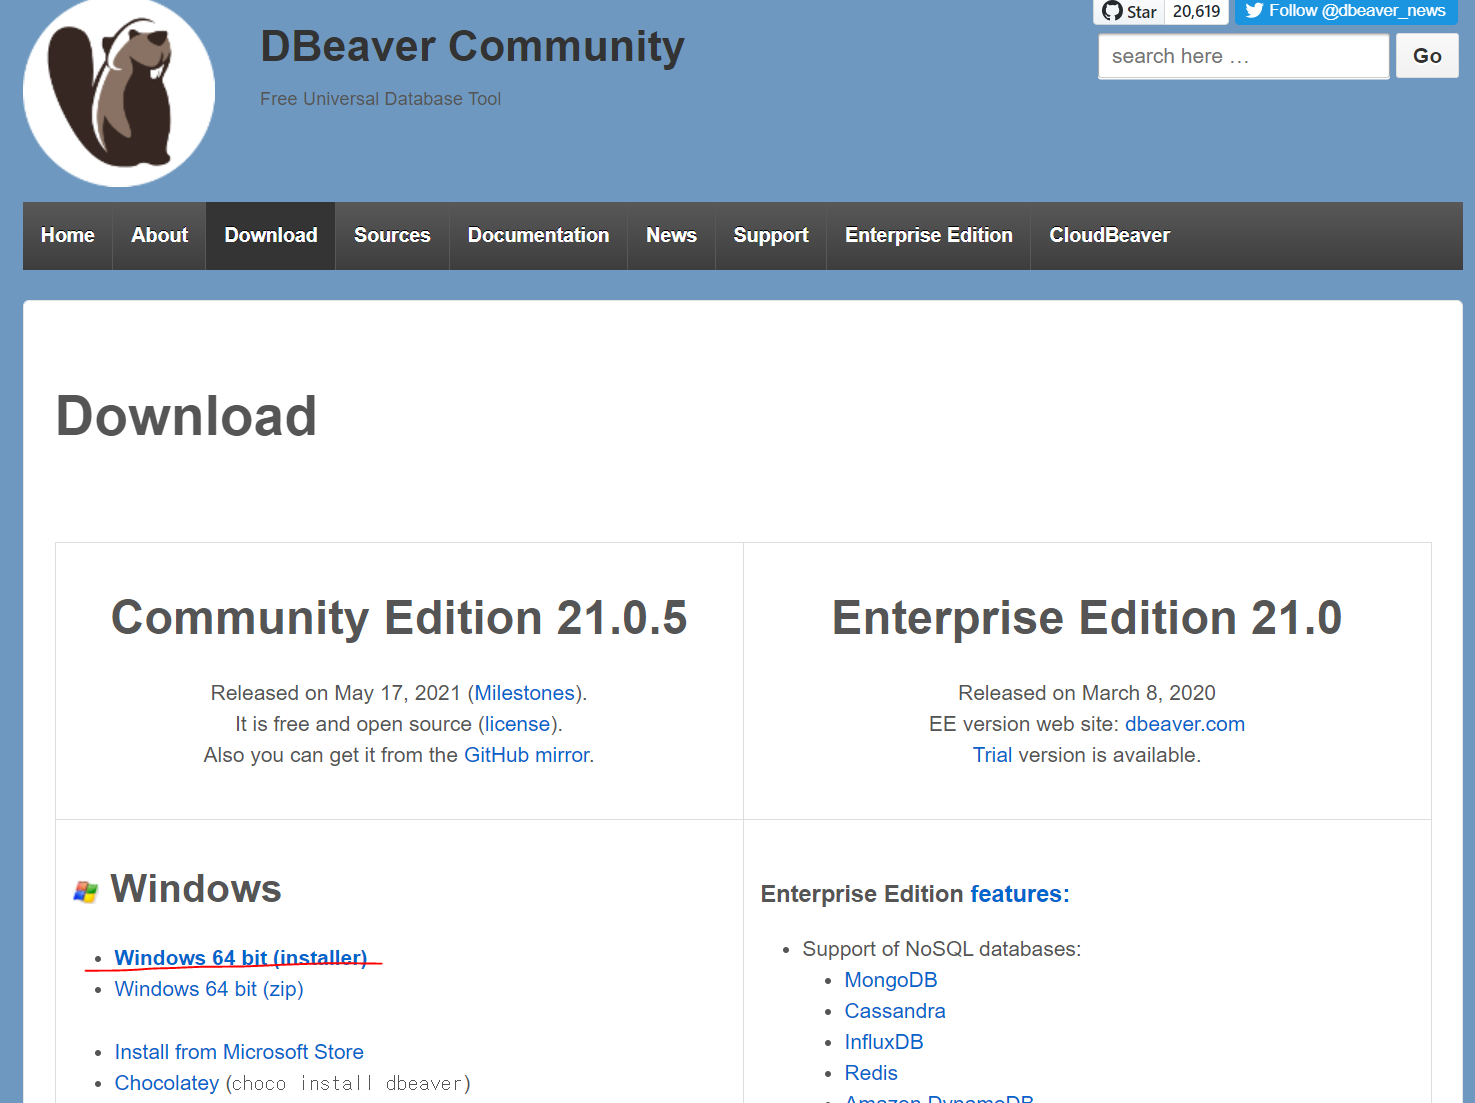 DBeaver Community
Free Universal Database Tool
Star 20,619 Follow @dbeaver_news
search here … Go
Home About Download Sources Documentation News Support Enterprise Edition CloudBeaver
Download
Community Edition 21.0.5
Released on May 17, 2021 (Milestones).
It is free and open source (license).
Also you can get it from the GitHub mirror.
Enterprise Edition 21.0
Released on March 8, 2020
EE version web site: dbeaver.com
Trial version is available.
Windows
Windows 64 bit (installer)
Windows 64 bit (zip)
Install from Microsoft Store
Chocolatey (choco install dbeaver)
Enterprise Edition features:
Support of NoSQL databases:
MongoDB
Cassandra
InfluxDB
Redis
Amazon DynamoDB